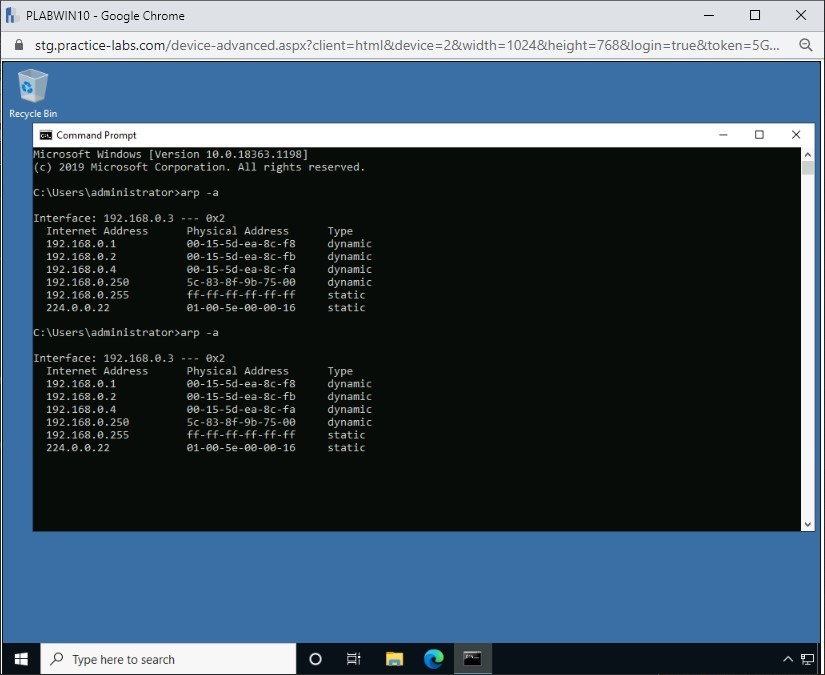 PLABWIN10 - Google Chrome
stg.practice-labs.com/device-advanced.aspx?client=html&device=2&width=1024&height=768&login=true&token=5G...
Recycle Bin
Command Prompt
Microsoft Windows [Version 10.0.18363.1198]
(c) 2019 Microsoft Corporation. All rights reserved.
C:\Users\administrator>arp -a
Interface: 192.168.0.3 --- 0x2
Internet Address Physical Address Type
192.168.0.1 00-15-5d-ea-8c-f8 dynamic
192.168.0.2 00-15-5d-ea-8c-fb dynamic
192.168.0.4 00-15-5d-ea-8c-fa dynamic
192.168.0.250 5c-83-8f-9b-75-00 dynamic
192.168.0.255 ff-ff-ff-ff-ff-ff static
224.0.0.22 01-00-5e-00-00-16 static
C:\Users\administrator>arp -a
Interface: 192.168.0.3 --- 0x2
Internet Address Physical Address Type
192.168.0.1 00-15-5d-ea-8c-f8 dynamic
192.168.0.2 00-15-5d-ea-8c-fb dynamic
192.168.0.4 00-15-5d-ea-8c-fa dynamic
192.168.0.250 5c-83-8f-9b-75-00 dynamic
192.168.0.255 ff-ff-ff-ff-ff-ff static
224.0.0.22 01-00-5e-00-00-16 static
Type here to search